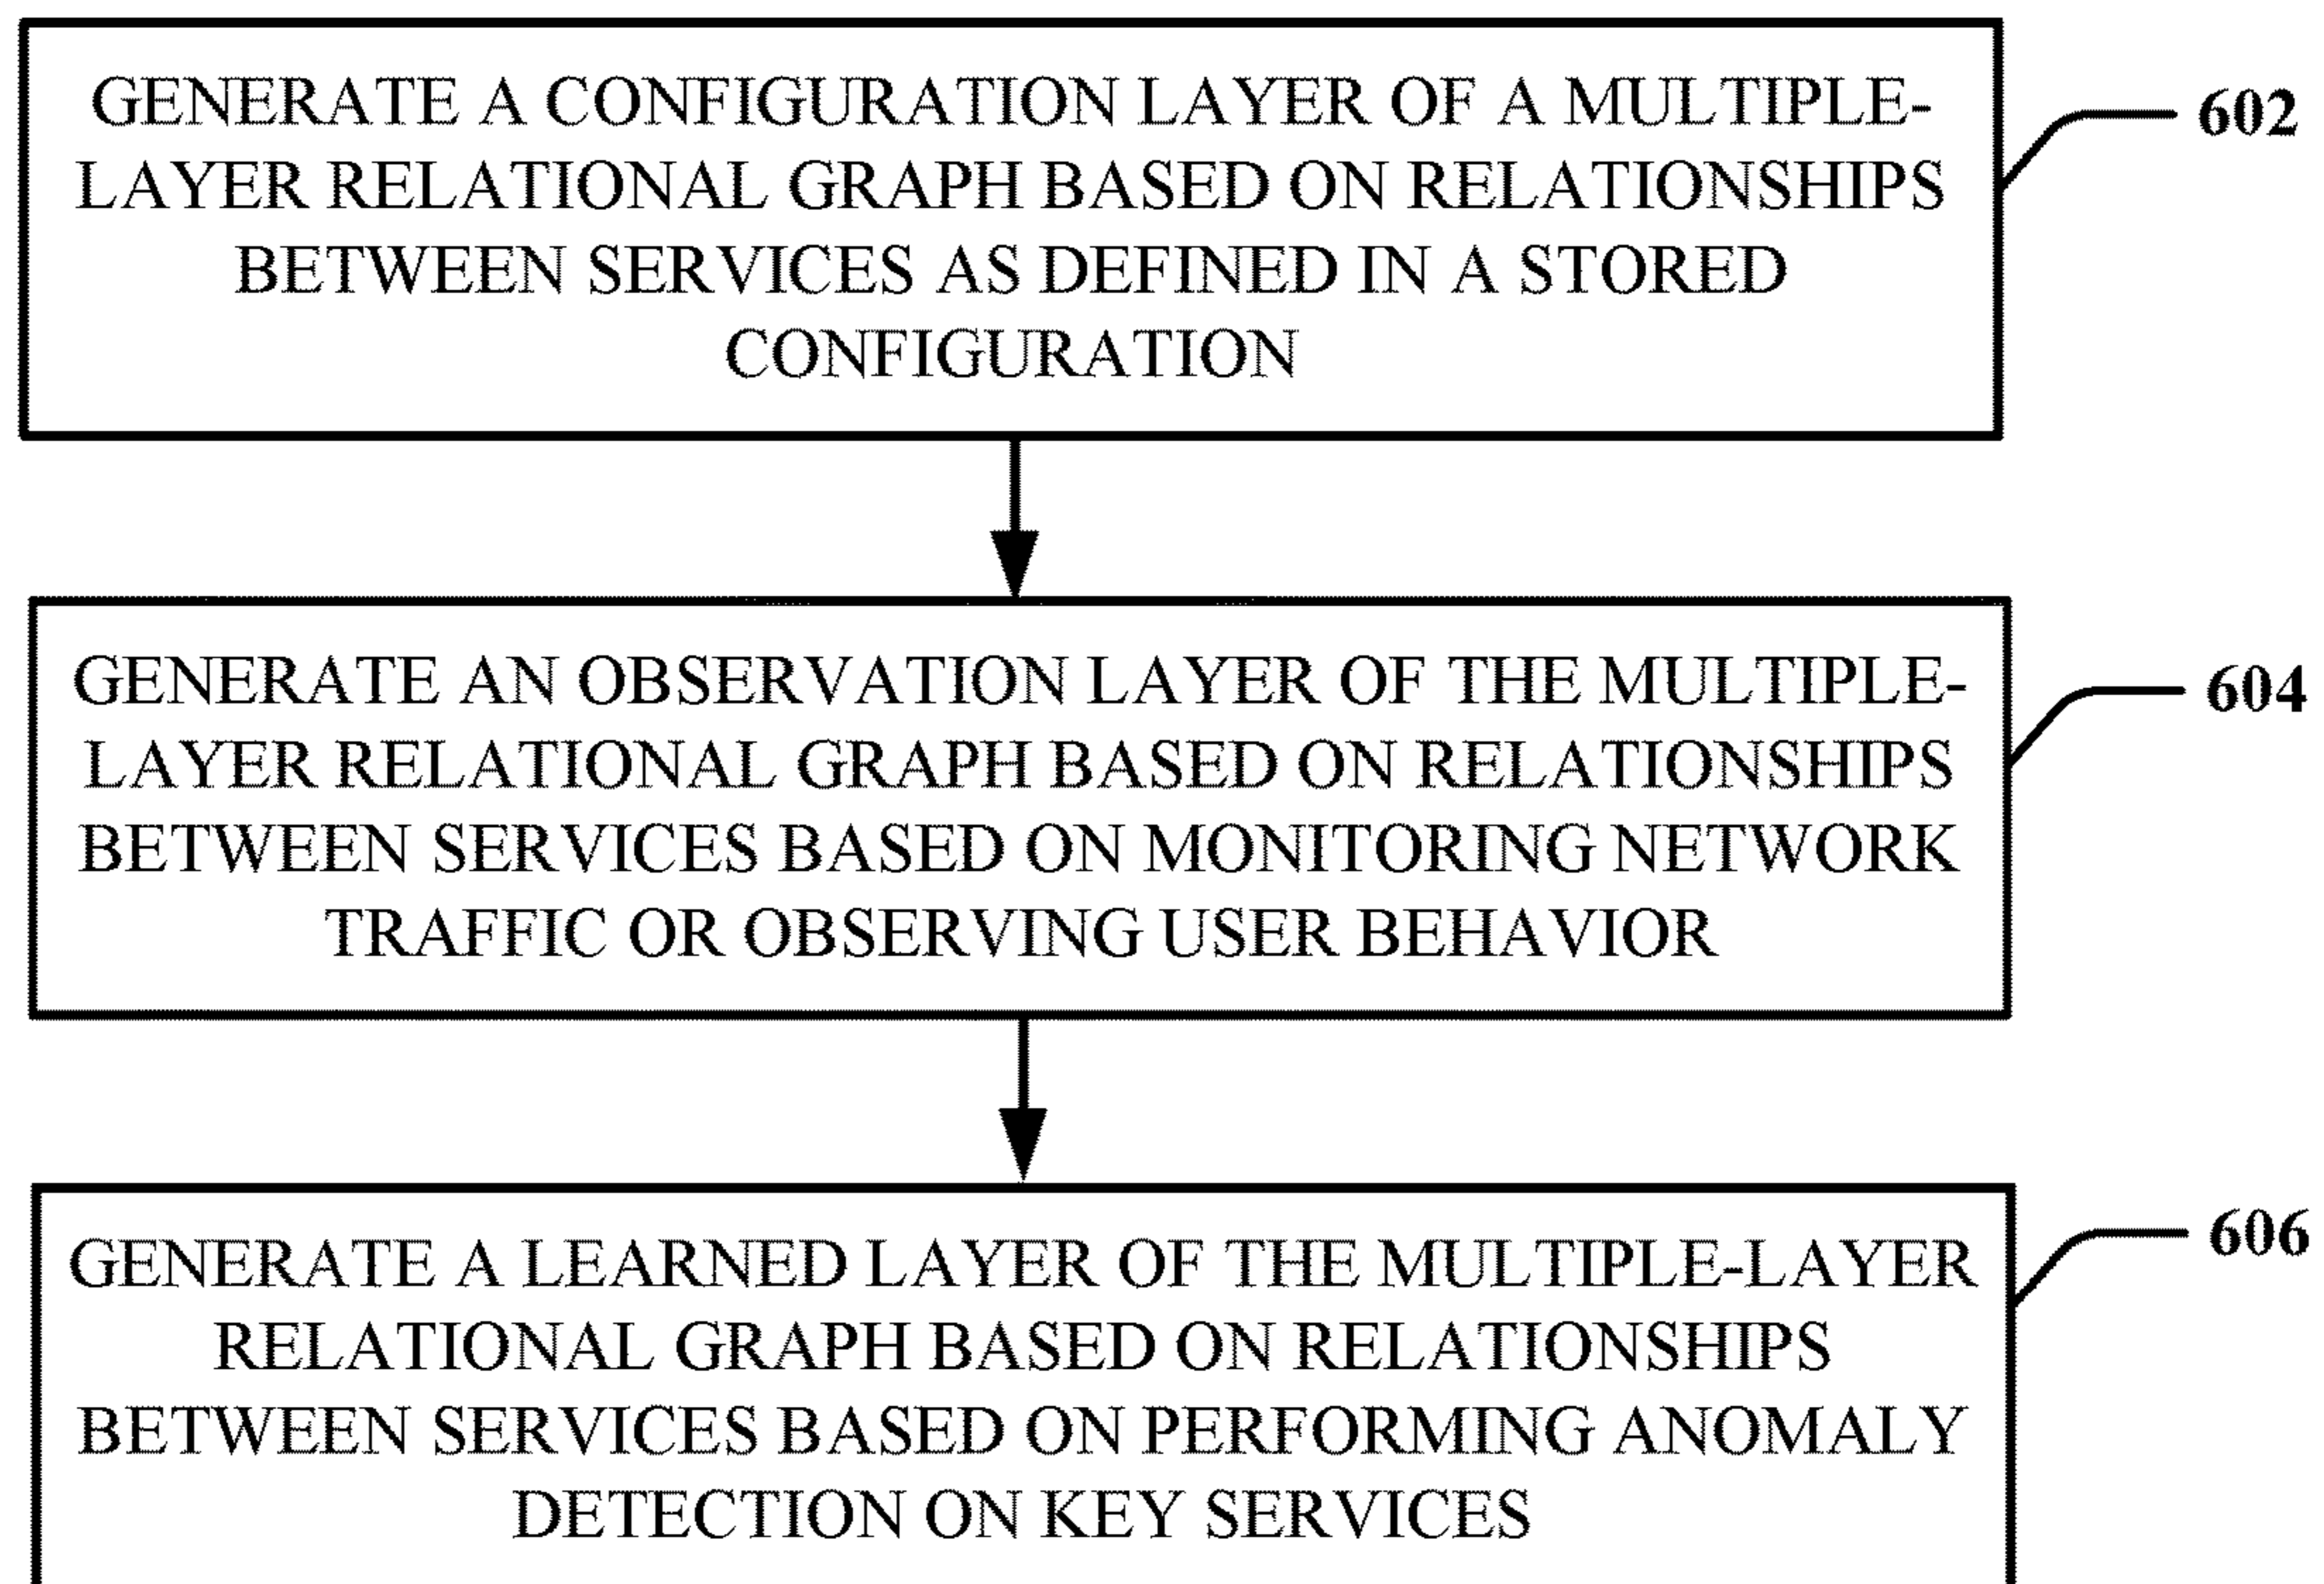 GENERATE A CONFIGURATION LAYER OF A MULTIPLE-
LAYER RELATIONAL GRAPH BASED ON RELATIONSHIPS
BETWEEN SERVICES AS DEFINED IN A STORED
CONFIGURATION
602
GENERATE AN OBSERVATION LAYER OF THE MULTIPLE-
LAYER RELATIONAL GRAPH BASED ON RELATIONSHIPS
BETWEEN SERVICES BASED ON MONITORING NETWORK
TRAFFIC OR OBSERVING USER BEHAVIOR
604
GENERATE A LEARNED LAYER OF THE MULTIPLE-LAYER
RELATIONAL GRAPH BASED ON RELATIONSHIPS
BETWEEN SERVICES BASED ON PERFORMING ANOMALY
DETECTION ON KEY SERVICES
606